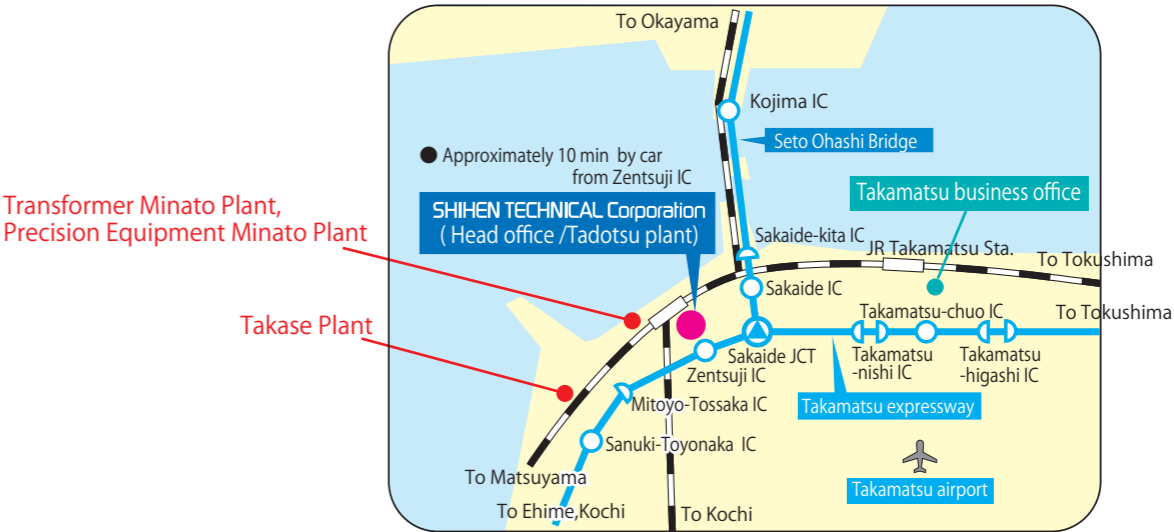 To Okayama
Kojima IC
Seto Ohashi Bridge
● Approximately 10 min by car
from Zentsuji IC
Takamatsu business office
Transformer Minato Plant,
Precision Equipment Minato Plant
SHIHEN TECHNICAL Corporation
( Head office /Tadotsu plant)
Sakaide-kita IC
JR Takamatsu Sta.
To Tokushima
Sakaide IC
Takamatsu-chuo IC
To Tokushima
Takase Plant
Sakaide JCT
Takamatsu
-nishi IC
Takamatsu
-higashi IC
Zentsuji IC
Mitoyo-Tossaka IC
Takamatsu expressway
Sanuki-Toyonaka IC
To Matsuyama
Takamatsu airport
To Ehime,Kochi
To Kochi